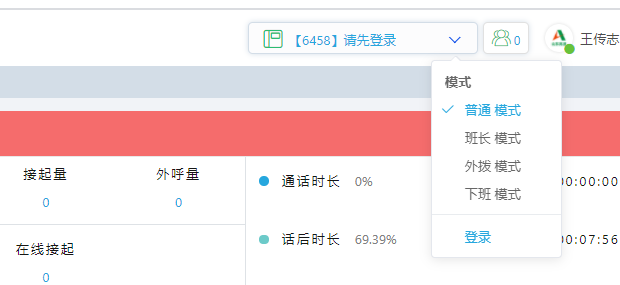 【6458】请先登录
0
王传志
模式
普通 模式
班长 模式
外拨 模式
下班 模式
登录
接起量
外呼量
0
0
在线接起
0
通话时长 0%
00:00:00
话后时长 69.39%
00:07:56